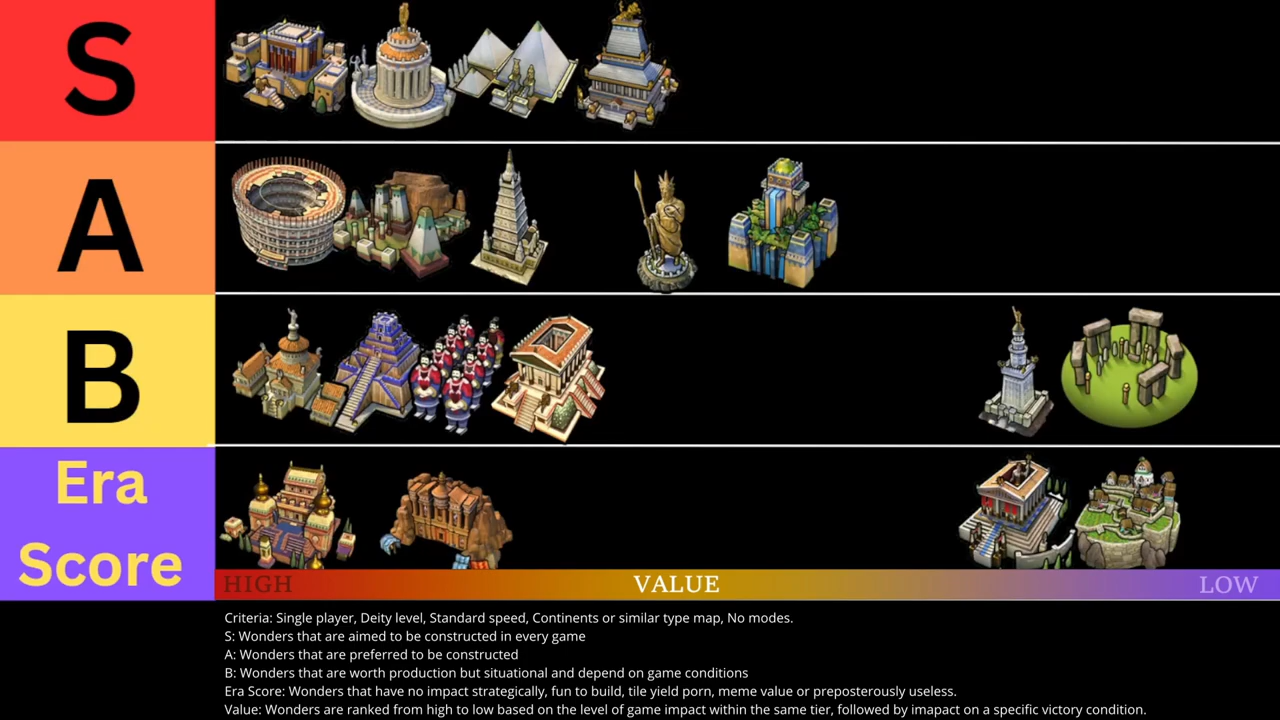 S
A
B
Era
Score
HIGH VALUE LOW
Criteria: Single player, Deity level, Standard speed, Continents or similar type map, No modes.
S: Wonders that are aimed to be constructed in every game
A: Wonders that are preferred to be constructed
B: Wonders that are worth production but situational and depend on game conditions
Era Score: Wonders that have no impact strategically, fun to build, tile yield porn, meme value or preposterously useless.
Value: Wonders are ranked from high to low based on the level of game impact within the same tier, followed by imapact on a specific victory condition.